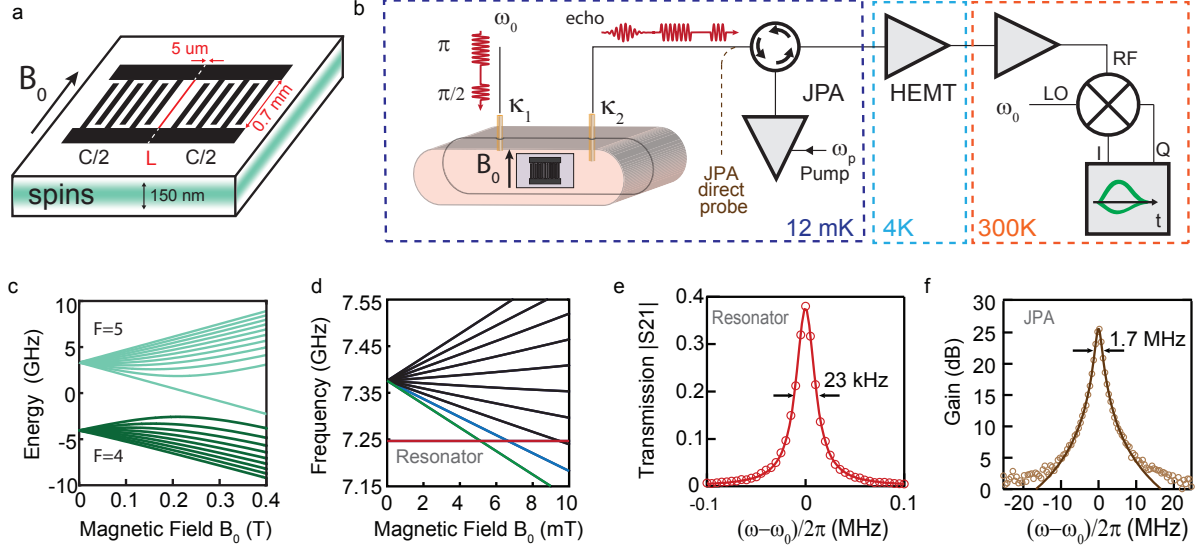 a
5 um
B₀
0.7 mm
C/2
L
C/2
spins
150 nm
b
π
π/2
ω₀
κ₁
echo
κ₂
B₀
JPA
direct
probe
JPA
ωₚ
Pump
12 mK
HEMT
4K
RF
LO
ω₀
I
Q
t
300K
c
Energy (GHz)
10
5
0
-5
-10
F=5
F=4
0
0.1
0.2
0.3
0.4
Magnetic Field B₀ (T)
d
Frequency (GHz)
7.55
7.45
7.35
7.25
7.15
Resonator
0
2
4
6
8
10
Magnetic Field B₀ (mT)
e
Transmission |S21|
0.4
0.3
0.2
0.1
0
Resonator
23 kHz
-0.1
0
0.1
(ω-ω₀)/2π (MHz)
f
Gain (dB)
30
25
20
15
10
5
0
JPA
1.7 MHz
-20
-10
0
10
20
(ω-ω₀)/2π (MHz)